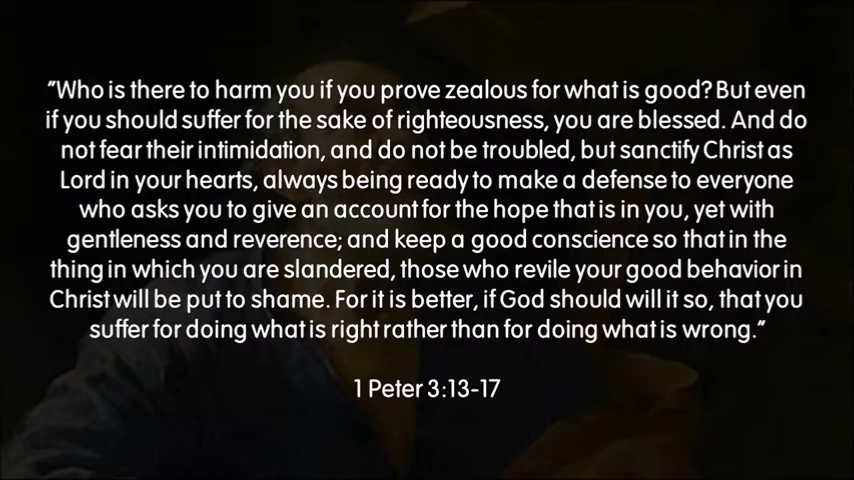 "Who is there to harm you if you prove zealous for what is good? But even
if you should suffer for the sake of righteousness, you are blessed. And do
not fear their intimidation, and do not be troubled, but sanctify Christ as
Lord in your hearts, always being ready to make a defense to everyone
who asks you to give an account for the hope that is in you, yet with
gentleness and reverence; and keep a good conscience so that in the
thing in which you are slandered, those who revile your good behavior in
Christ will be put to shame. For it is better, if God should will it so, that you
suffer for doing what is right rather than for doing what is wrong."
1 Peter 3:13-17